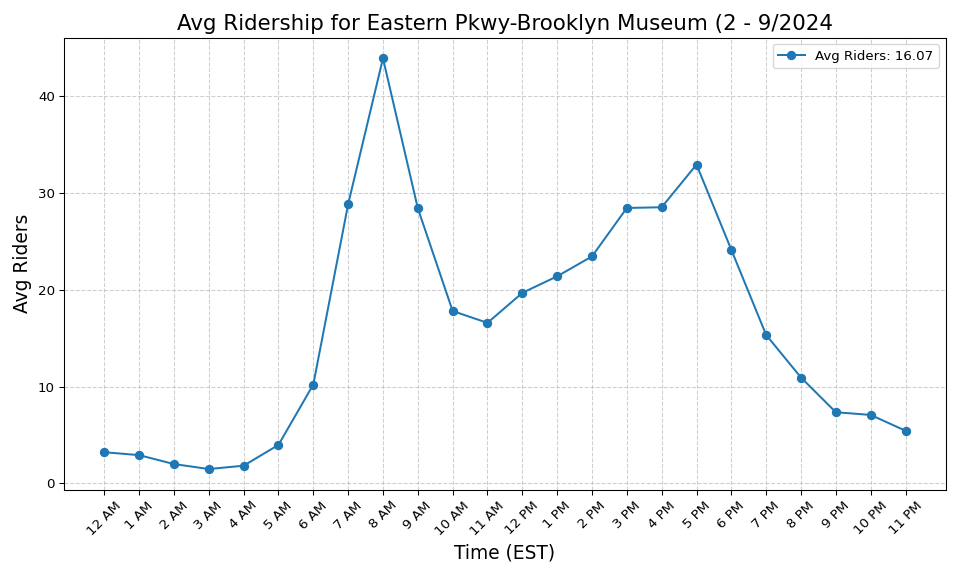 Avg Ridership for Eastern Pkwy-Brooklyn Museum (2 - 9/2024
Avg Riders: 16.07
Avg Riders
40
30
20
10
0
12 AM 1 AM 2 AM 3 AM 4 AM 5 AM 6 AM 7 AM 8 AM 9 AM 10 AM 11 AM 12 PM 1 PM 2 PM 3 PM 4 PM 5 PM 6 PM 7 PM 8 PM 9 PM 10 PM 11 PM
Time (EST)